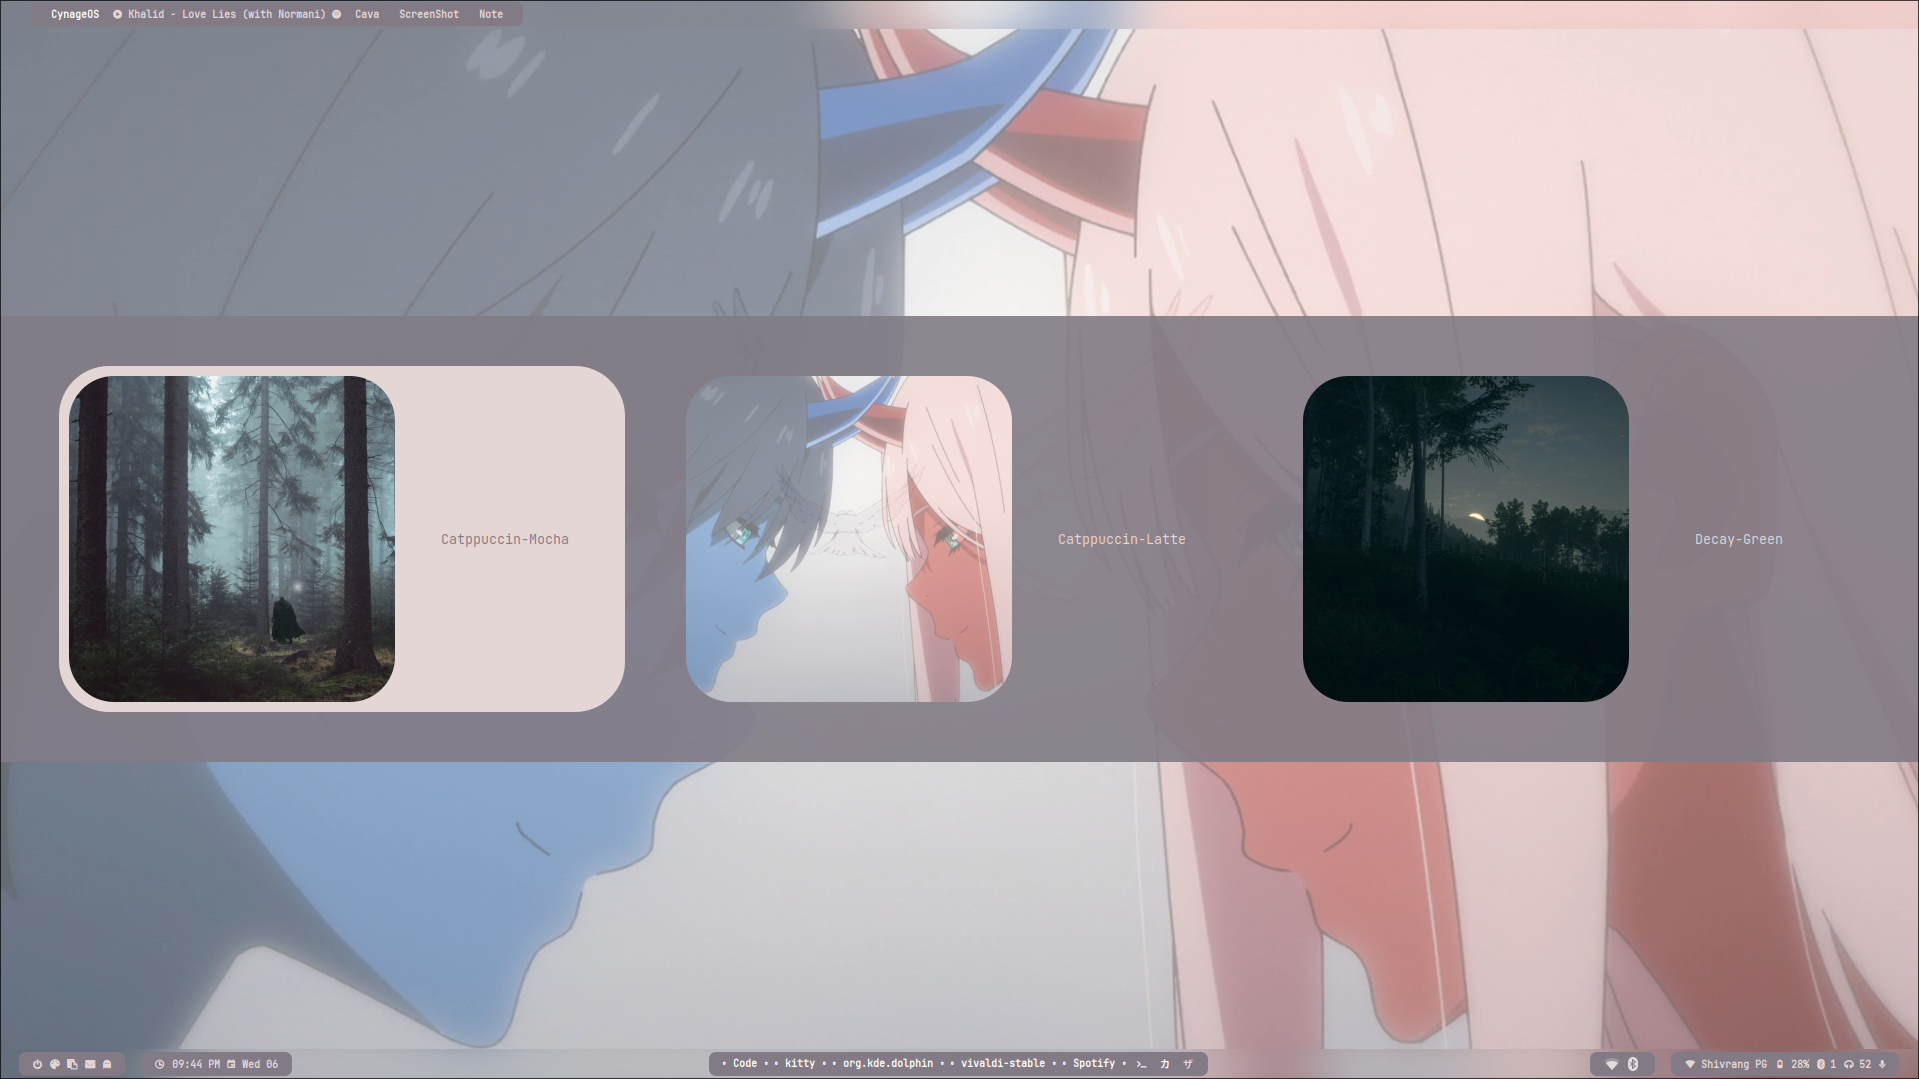 CynageOS Khalid - Love Lies (with Normani) Cava ScreenShot Note
Catppuccin-Mocha
Catppuccin-Latte
Decay-Green
09:44 PM Wed 06
• Code • • kitty • • org.kde.dolphin • • vivaldi-stable • • Spotify • >_ カ ザ
Shivrang PG 28% 1 52